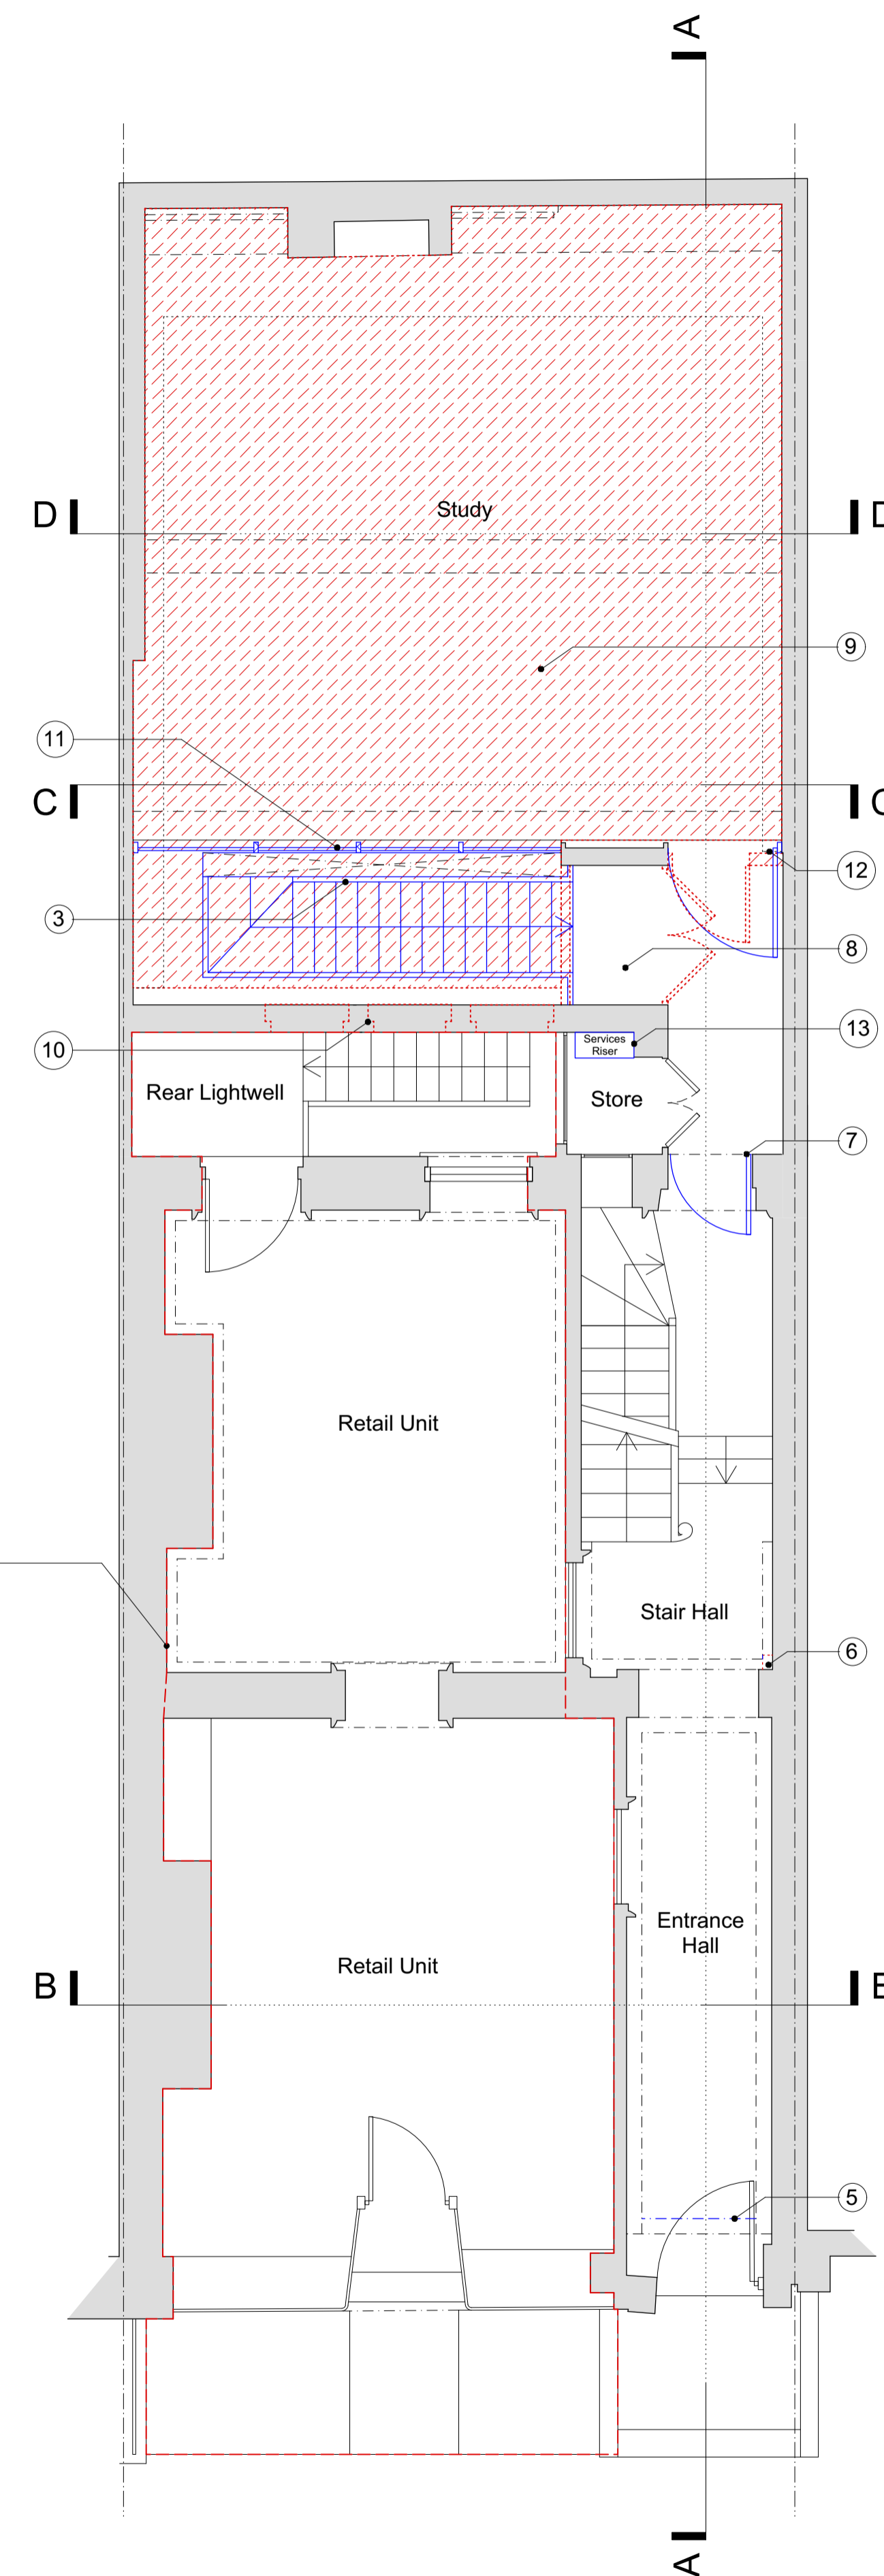 A
D
Study
D
9
11
C
C
12
3
8
10
Services
Riser
13
Rear Lightwell
Store
7
Retail Unit
Stair Hall
6
Entrance
Hall
Retail Unit
B
B
5
A